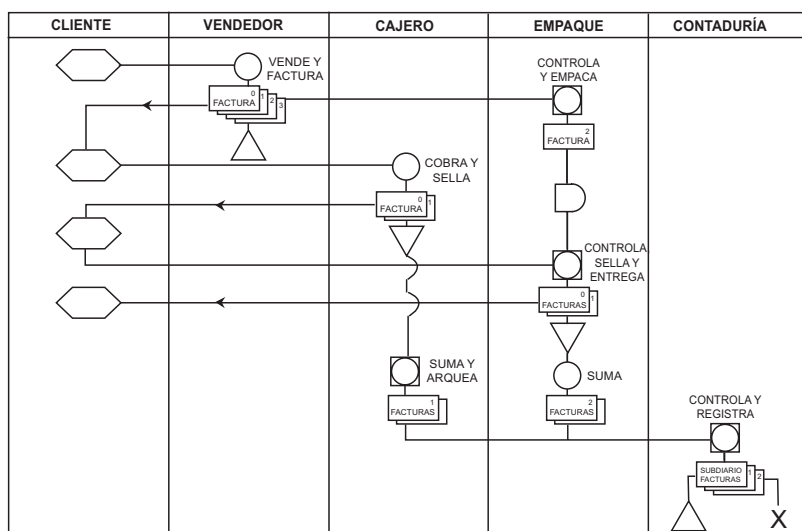 CLIENTE
VENDEDOR
CAJERO
EMPAQUE
CONTADURÍA
VENDE Y
FACTURA
0
FACTURA
1
2
3
CONTROLA
Y EMPACA
2
FACTURA
COBRA Y
SELLA
0
FACTURA
1
CONTROLA,
SELLA Y
ENTREGA
0
FACTURAS
1
SUMA Y
ARQUEA
1
FACTURAS
SUMA
2
FACTURAS
CONTROLA Y
REGISTRA
SUBDIARIO
FACTURAS
1
2
X